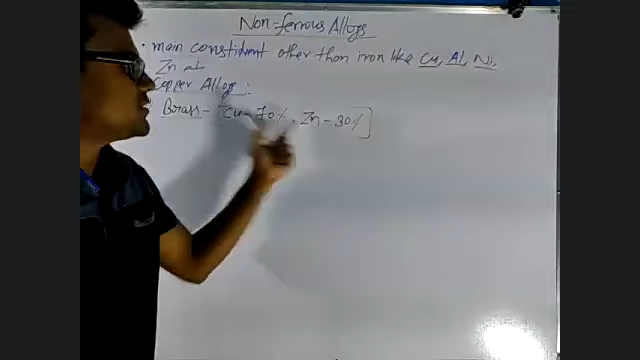 Non-ferrous Alloys
• main constituent other than iron like Cu, Al, Ni,
Zn etc
Copper Alloys :
Brass - [Cu - 70%, Zn - 30%]